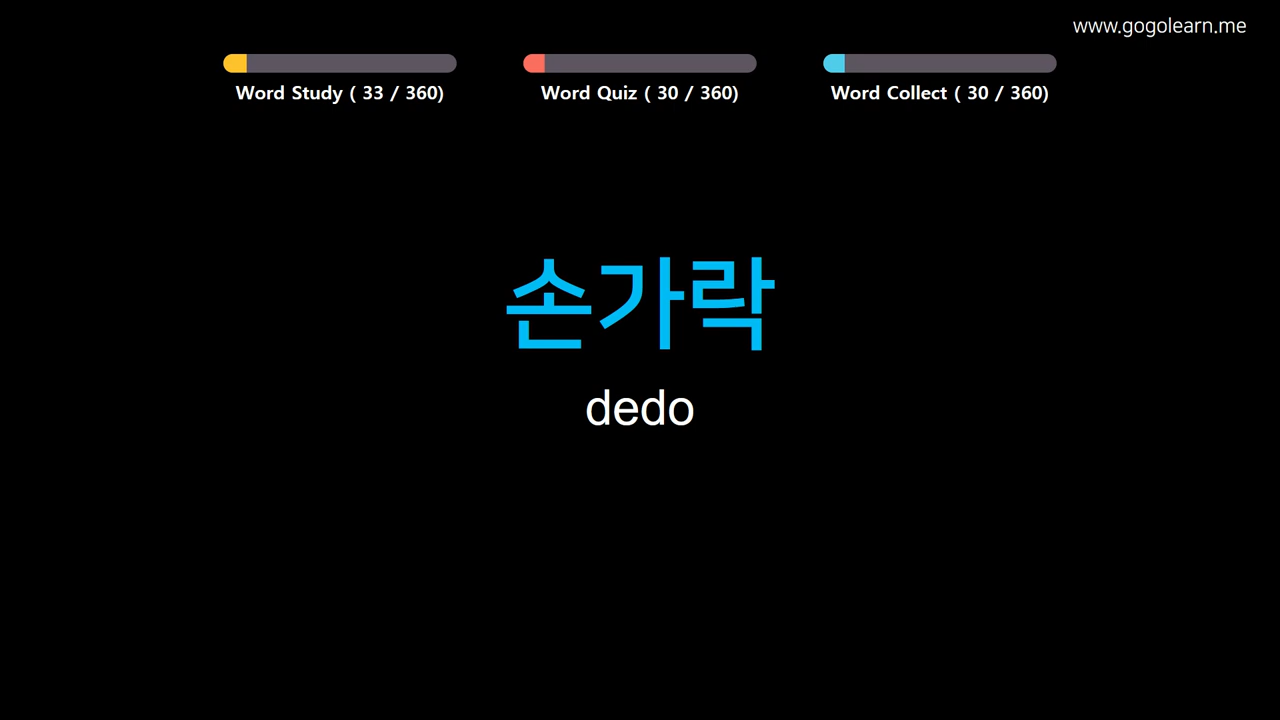 www.gogolearn.me
Word Study ( 33 / 360)
Word Quiz ( 30 / 360)
Word Collect ( 30 / 360)
손가락
dedo